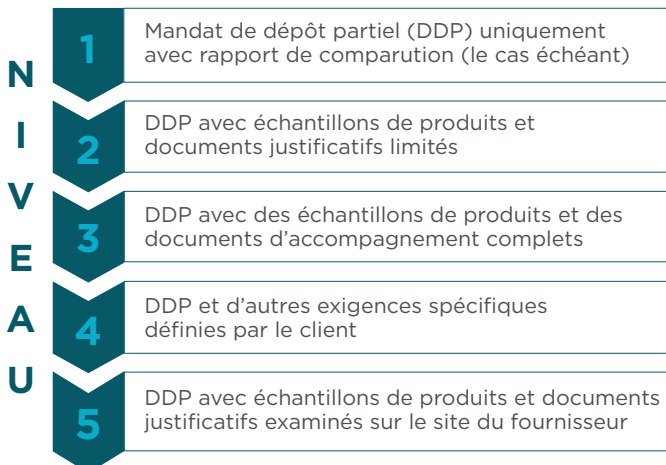 NIVEAU
1
Mandat de dépôt partiel (DDP) uniquement
avec rapport de comparution (le cas échéant)
2
DDP avec échantillons de produits et
documents justificatifs limités
3
DDP avec des échantillons de produits et des
documents d’accompagnement complets
4
DDP et d’autres exigences spécifiques
définies par le client
5
DDP avec échantillons de produits et documents
justificatifs examinés sur le site du fournisseur